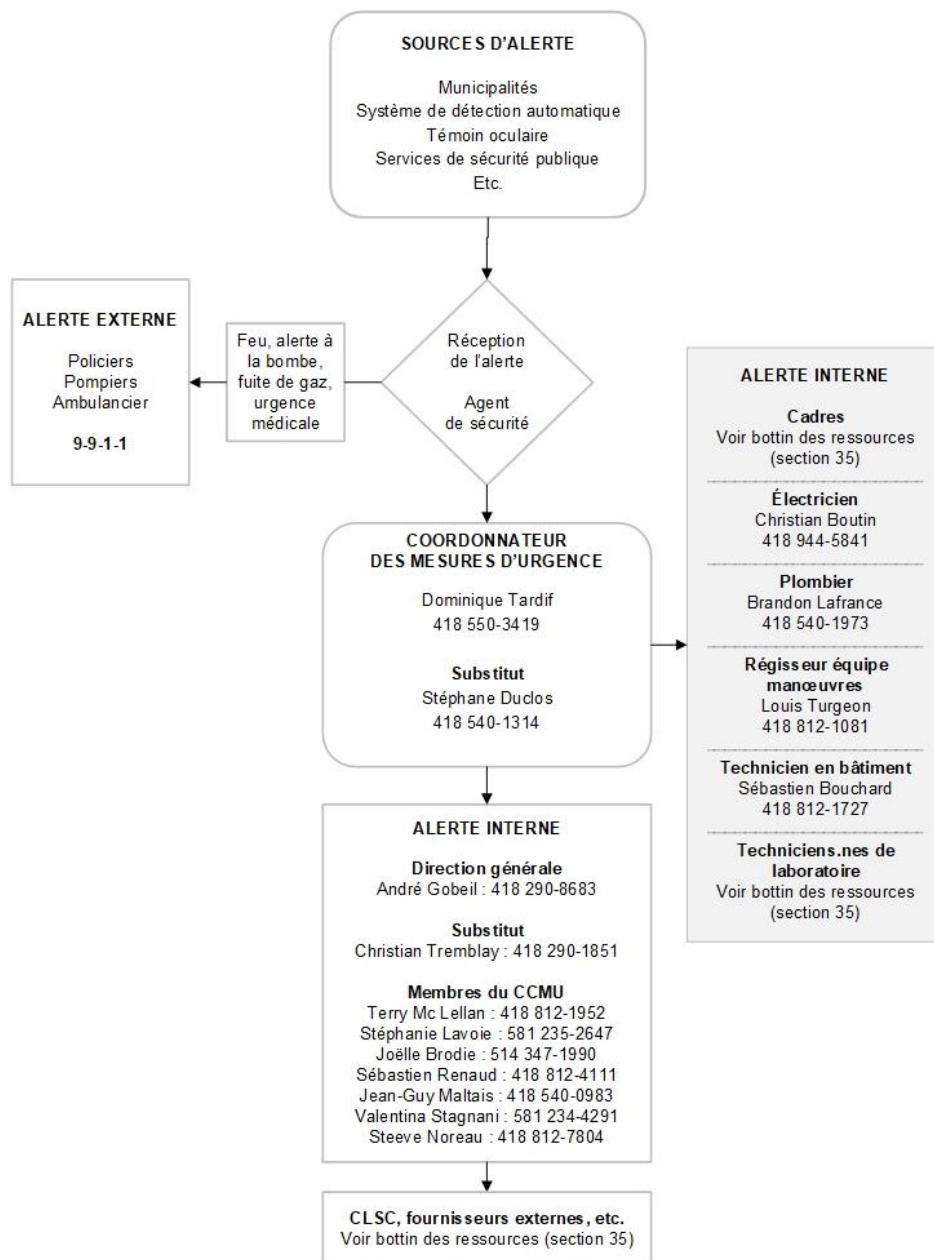 SOURCES D'ALERTE
Municipalités
Système de détection automatique
Témoin oculaire
Services de sécurité publique
Etc.
ALERTE EXTERNE
Policiers
Pompiers
Ambulancier
9-9-1-1
Feu, alerte à
la bombe,
fuite de gaz,
urgence
médicale
Réception
de l'alerte
Agent
de sécurité
COORDONNATEUR
DES MESURES D'URGENCE
Dominique Tardif
418 550-3419
Substitut
Stéphane Duclos
418 540-1314
ALERTE INTERNE
Cadres
Voir bottin des ressources
(section 35)
Électricien
Christian Boutin
418 944-5841
Plombier
Brandon Lafrance
418 540-1973
Régisseur équipe
manœuvres
Louis Turgeon
418 812-1081
Technicien en bâtiment
Sébastien Bouchard
418 812-1727
Techniciens.nes de
laboratoire
Voir bottin des ressources
(section 35)
ALERTE INTERNE
Direction générale
André Gobeil : 418 290-8683
Substitut
Christian Tremblay : 418 290-1851
Membres du CCMU
Terry Mc Lellan : 418 812-1952
Stéphanie Lavoie : 581 235-2647
Joëlle Brodie : 514 347-1990
Sébastien Renaud : 418 812-4111
Jean-Guy Maltais : 418 540-0983
Valentina Stagnani : 581 234-4291
Steeve Noreau : 418 812-7804
CLSC, fournisseurs externes, etc.
Voir bottin des ressources (section 35)